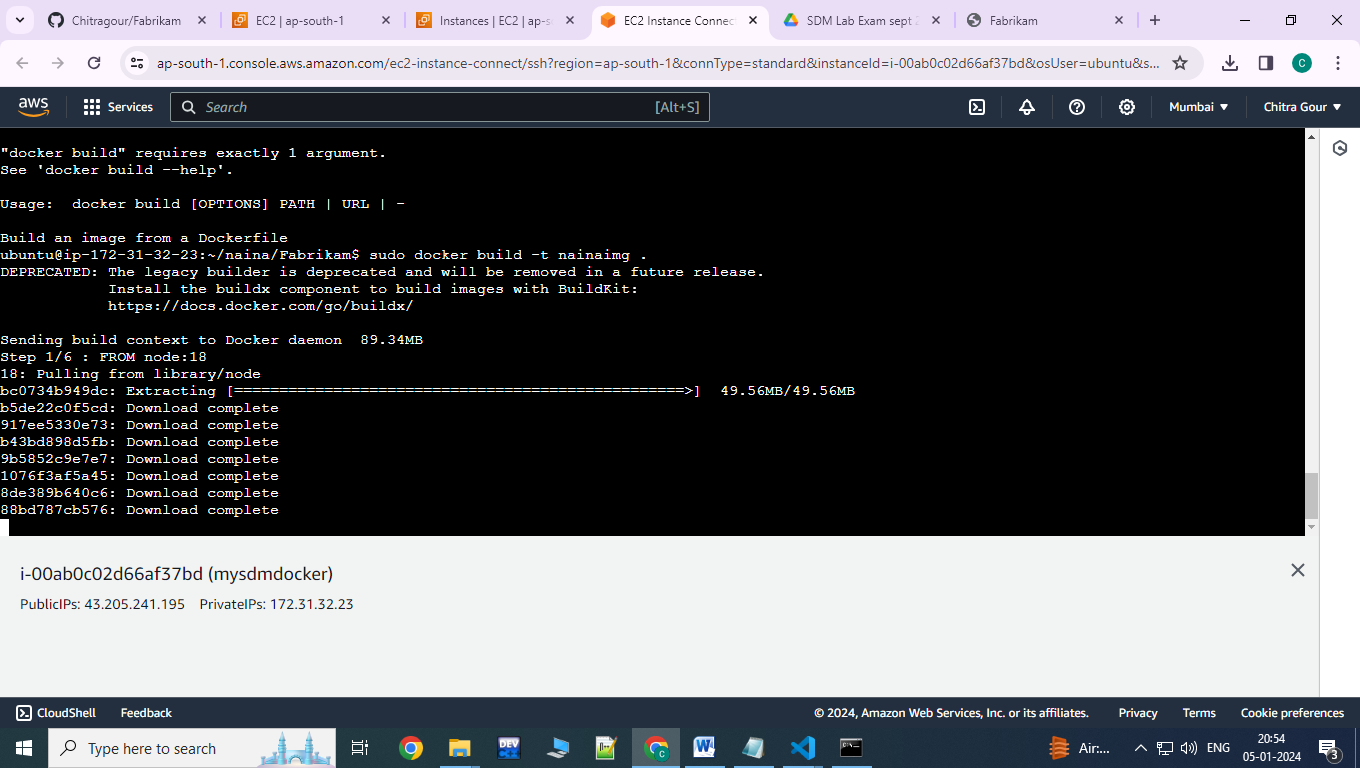 Chitragour/Fabrikam
EC2 | ap-south-1
Instances | EC2 | ap-s
EC2 Instance Connect
SDM Lab Exam sept 2
Fabrikam
ap-south-1.console.aws.amazon.com/ec2-instance-connect/ssh?region=ap-south-1&connType=standard&instanceId=i-00ab0c02d66af37bd&osUser=ubuntu&s...
C
aws
Services
Search
[Alt+S]
Mumbai
Chitra Gour
"docker build" requires exactly 1 argument.
See 'docker build --help'.
Usage:  docker build [OPTIONS] PATH | URL | -
Build an image from a Dockerfile
ubuntu@ip-172-31-32-23:~/naina/Fabrikam$ sudo docker build -t nainaimg .
DEPRECATED: The legacy builder is deprecated and will be removed in a future release.
Install the buildx component to build images with BuildKit:
https://docs.docker.com/go/buildx/
Sending build context to Docker daemon  89.34MB
Step 1/6 : FROM node:18
18: Pulling from library/node
bc0734b949dc: Extracting [==================================================>]  49.56MB/49.56MB
b5de22c0f5cd: Download complete
917ee5330e73: Download complete
b43bd898d5fb: Download complete
9b5852c9e7e7: Download complete
1076f3af5a45: Download complete
8de389b640c6: Download complete
88bd787cb576: Download complete
i-00ab0c02d66af37bd (mysdmdocker)
PublicIPs: 43.205.241.195 PrivateIPs: 172.31.32.23
CloudShell
Feedback
© 2024, Amazon Web Services, Inc. or its affiliates.
Privacy
Terms
Cookie preferences
Type here to search
DEV
Air:...
ENG
20:54
05-01-2024
3